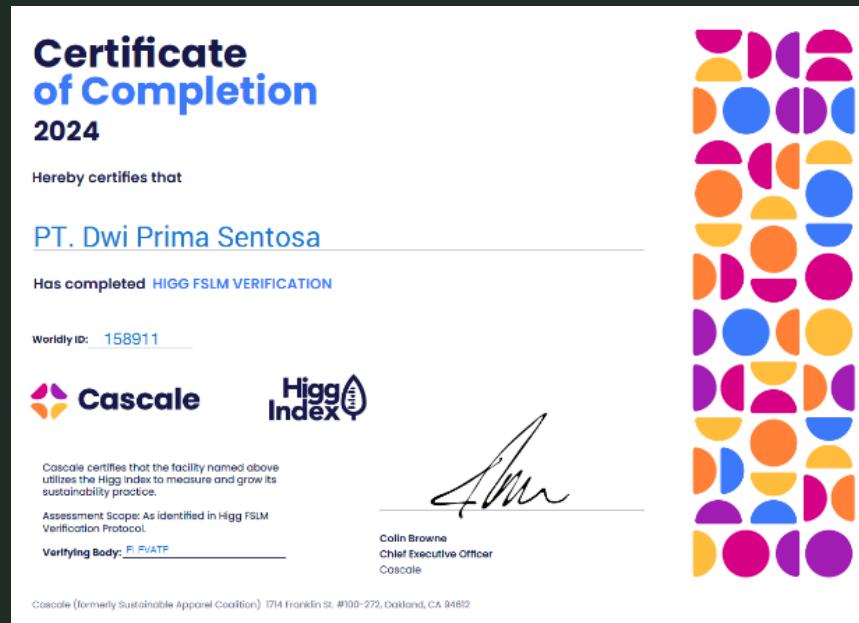 Certificate
of Completion
2024
Hereby certifies that
PT. Dwi Prima Sentosa
Has completed HIGG FSLM VERIFICATION
Worldly ID: 158911
Cascale
Higg
Index
Cascale certifies that the facility named above
utilizes the Higg Index to measure and grow its
sustainability practice.
Assessment Scope: As identified in Higg FSLM
Verification Protocol.
Verifying Body: ELEVATE
Colin Browne
Chief Executive Officer
Cascale
Cascale (formerly Sustainable Apparel Coalition) 1714 Franklin St. #100-272, Oakland, CA 94612